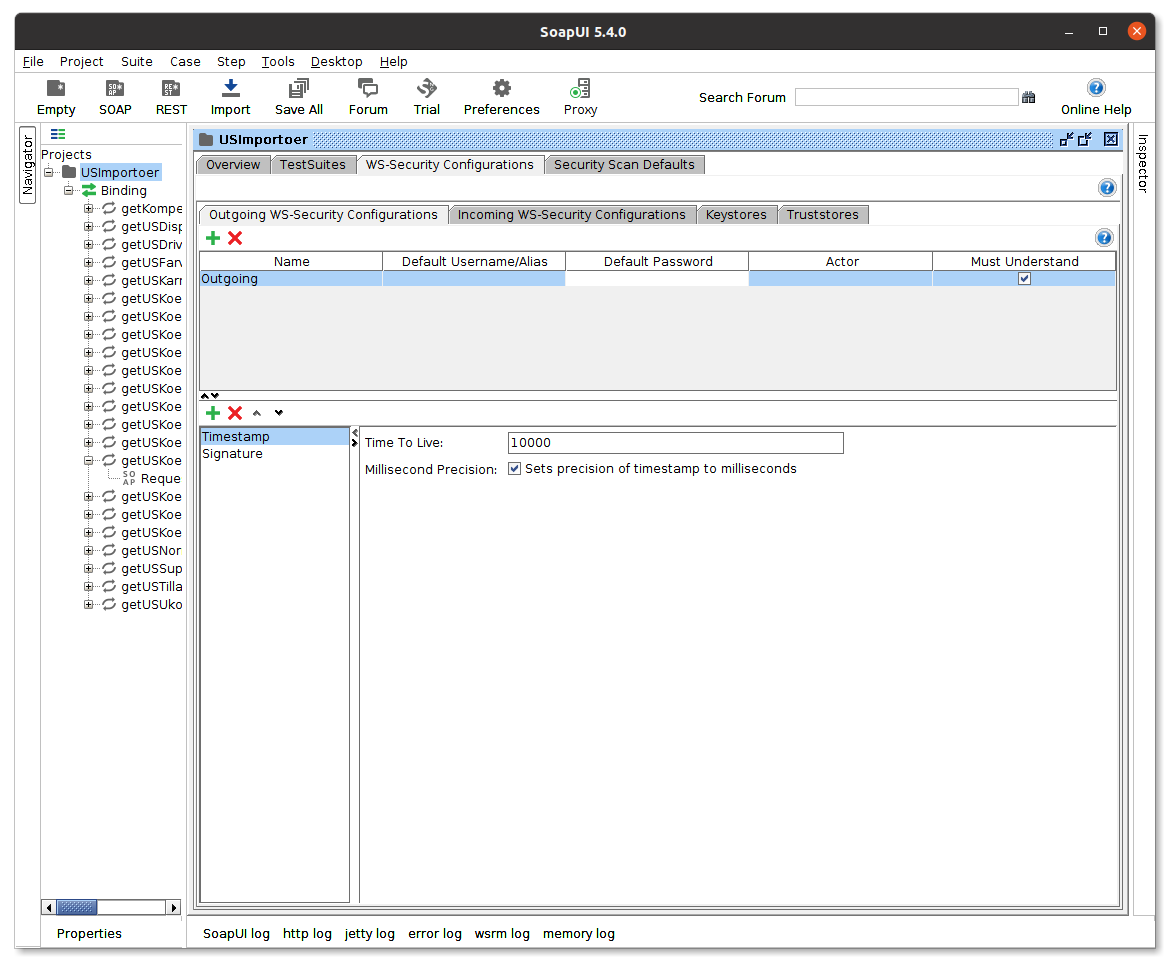 SoapUI 5.4.0
File Project Suite Case Step Tools Desktop Help
Empty SOAP REST Import Save All Forum Trial Preferences Proxy Search Forum Online Help
Navigator
Projects
USImportoer
Binding
getKompe
getUSDisp
getUSDriv
getUSFarv
getUSKarr
getUSKoe
getUSKoe
getUSKoe
getUSKoe
getUSKoe
getUSKoe
getUSKoe
getUSKoe
getUSKoe
getUSKoe
SO
AP
Reque
getUSKoe
getUSKoe
getUSKoe
getUSNor
getUSSup
getUSTilla
getUSUko
Properties
USImportoer
Overview TestSuites WS-Security Configurations Security Scan Defaults
Outgoing WS-Security Configurations Incoming WS-Security Configurations Keystores Truststores
Name Default Username/Alias Default Password Actor Must Understand
Outgoing
Timestamp
Signature
Time To Live: 10000
Millisecond Precision: Sets precision of timestamp to milliseconds
Inspector
SoapUI log http log jetty log error log wsrm log memory log